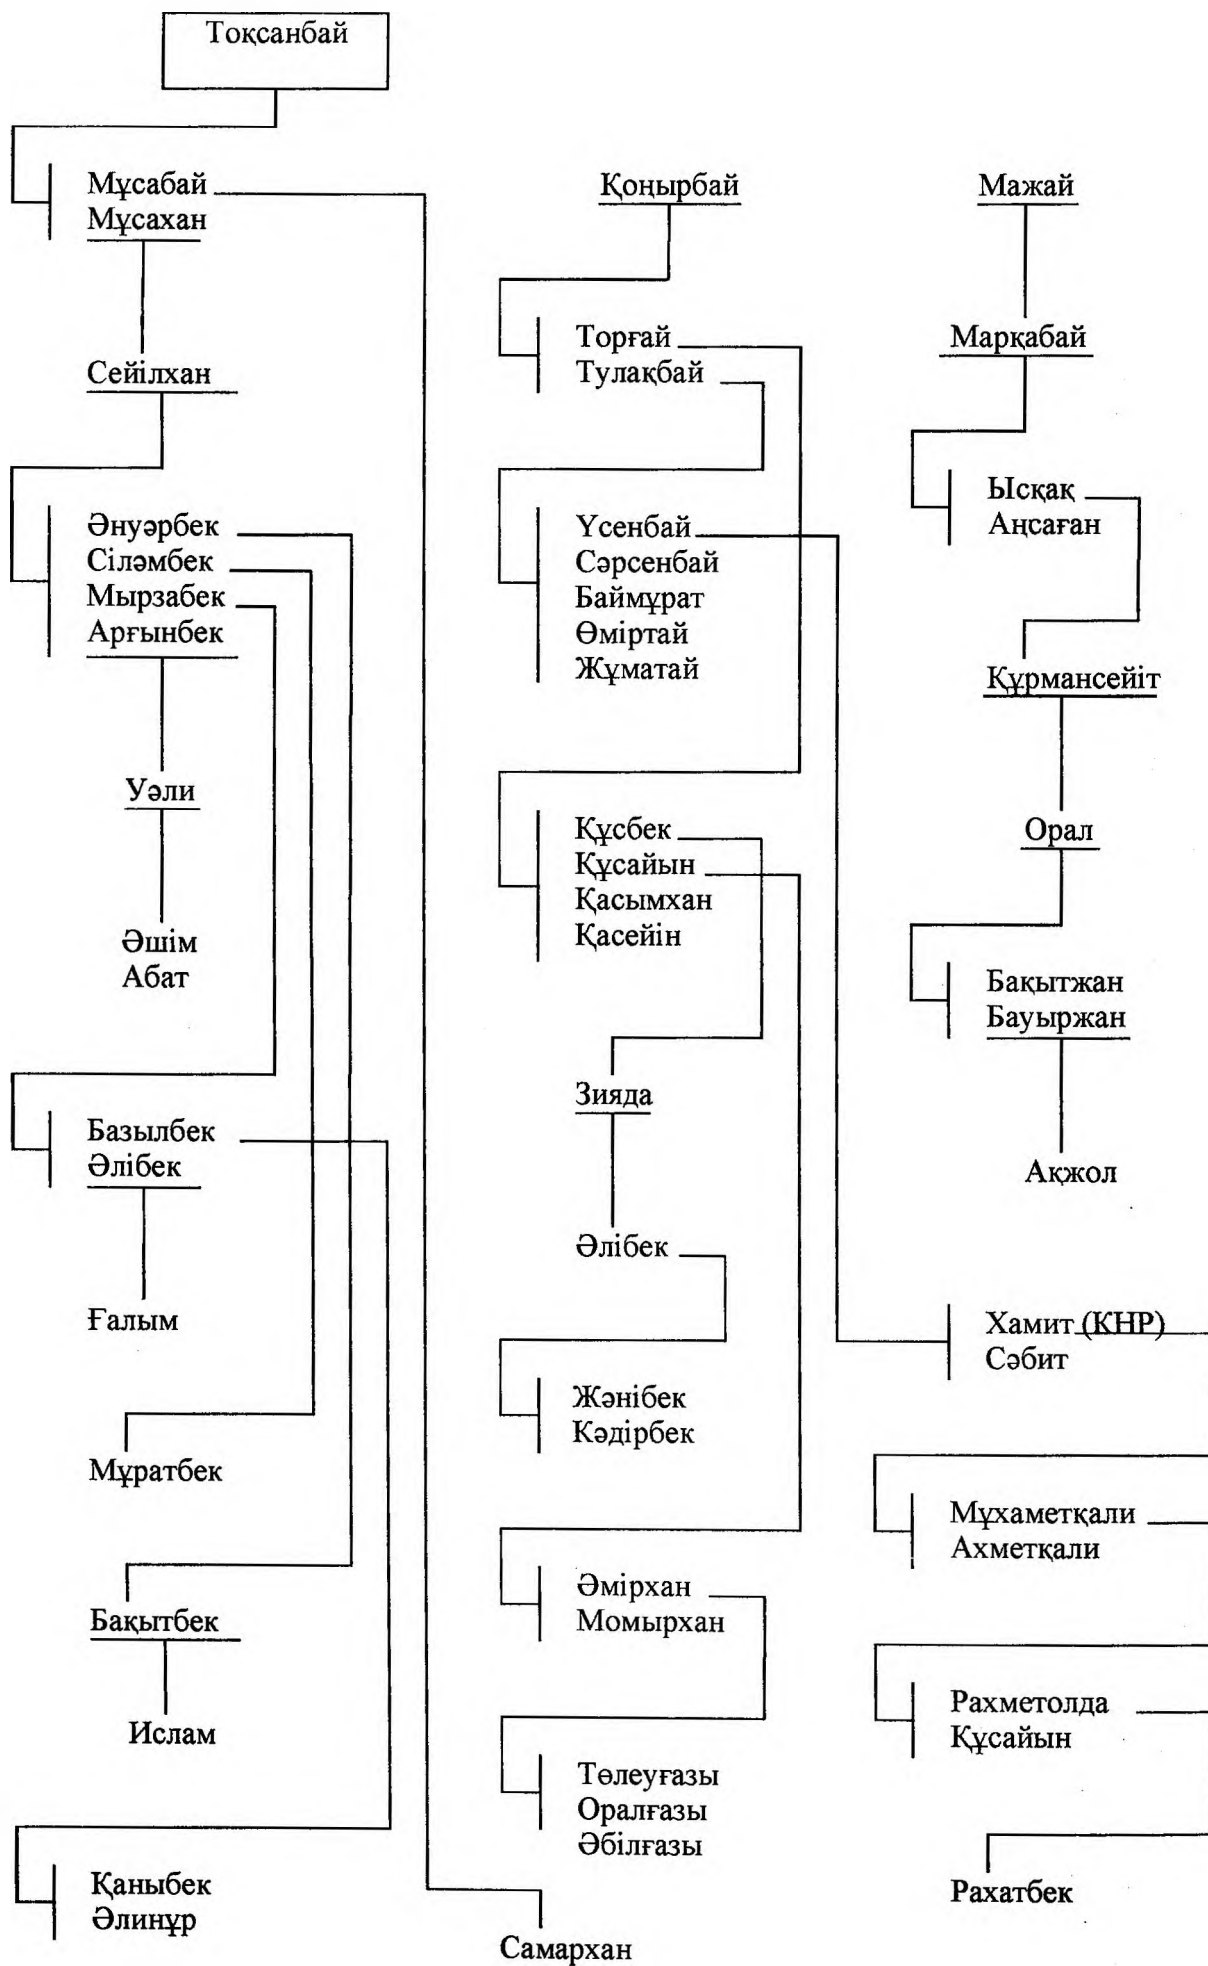 Тоқсанбай
Мұсабай
Мұсахан
Сейілхан
Әнуәрбек
Сіләмбек
Мырзабек
Арғынбек
Уәли
Әшім
Абат
Базылбек
Әлібек
Ғалым
Мұратбек
Бақытбек
Ислам
Қаныбек
Әлинұр
Қоңырбай
Торғай
Тулақбай
Үсенбай
Сәрсенбай
Баймұрат
Өміртай
Жұматай
Құсбек
Құсайын
Қасымхан
Қасейін
Зияда
Әлібек
Жәнібек
Кәдірбек
Әмірхан
Момырхан
Төлеуғазы
Оралғазы
Әбілғазы
Самархан
Мажай
Марқабай
Ысқақ
Аңсаған
Құрмансейіт
Орал
Бақытжан
Бауыржан
Ақжол
Хамит (КНР)
Сәбит
Мұхаметқали
Ахметқали
Рахметолда
Құсайын
Рахатбек